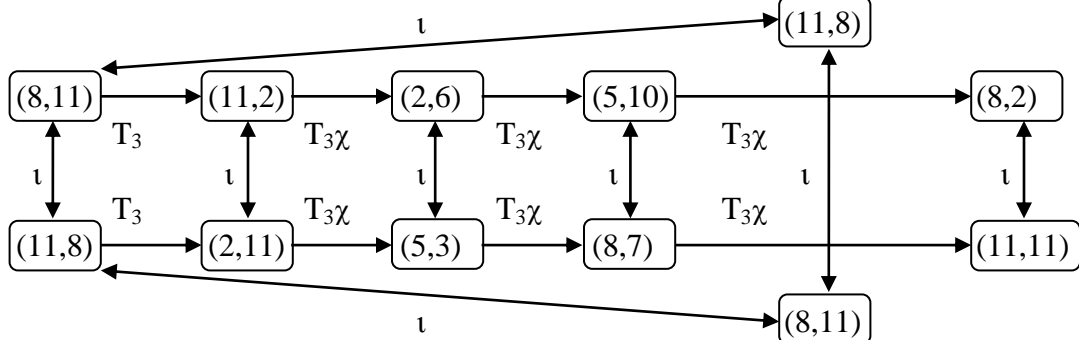 ι (11,8)
(8,11) (11,2) (2,6) (5,10) (8,2)
T₃ T₃χ T₃χ T₃χ
ι ι ι ι ι ι
T₃ T₃χ T₃χ T₃χ
(11,8) (2,11) (5,3) (8,7) (11,11)
ι (8,11)